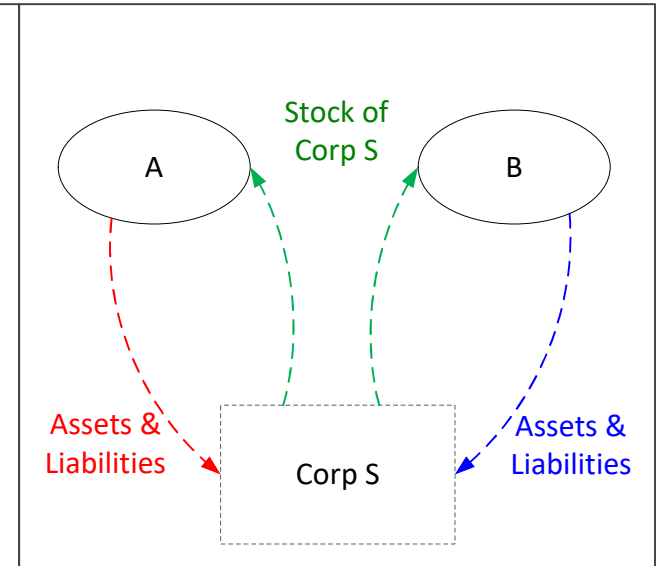 Stock of
Corp S
A
B
Assets &
Liabilities
Assets &
Liabilities
Corp S